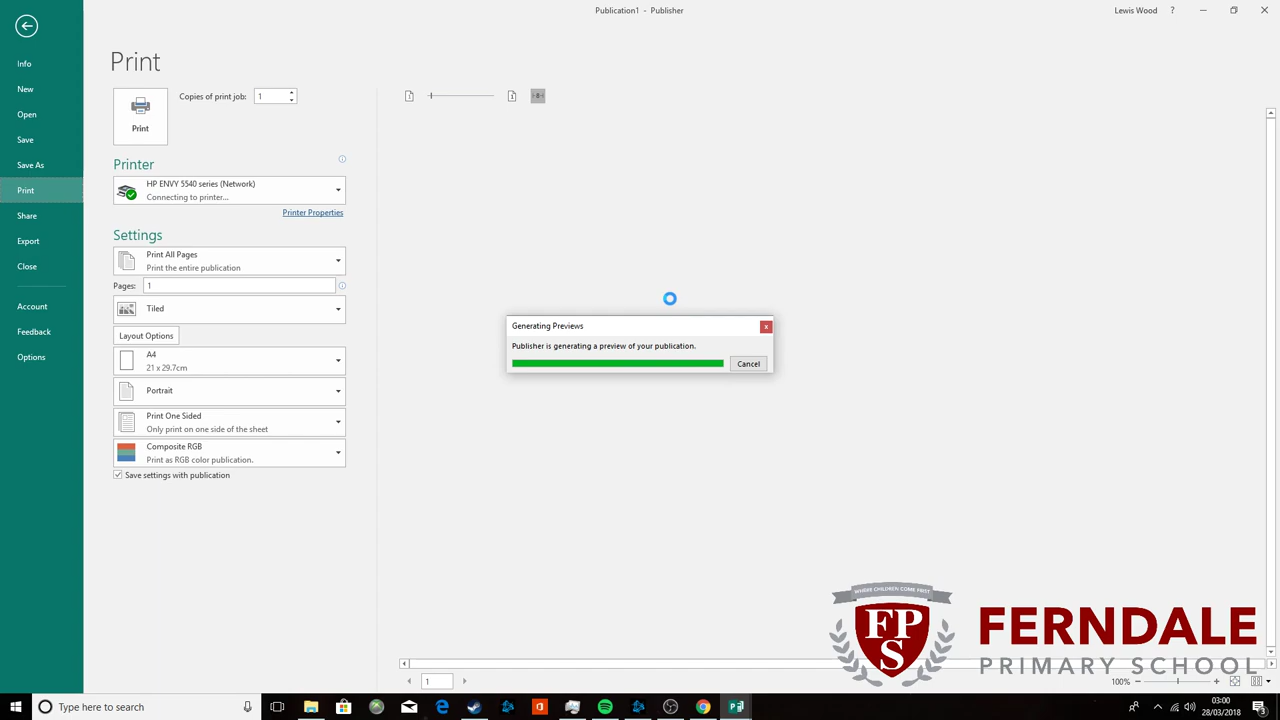 Publication1 - Publisher
Lewis Wood
?
Info
New
Open
Save
Save As
Print
Share
Export
Close
Account
Feedback
Options
Print
Print
Copies of print job: 1
Printer
HP ENVY 5540 series (Network)
Connecting to printer...
Printer Properties
Settings
Print All Pages
Print the entire publication
Pages: 1
Tiled
Layout Options
A4
21 x 29.7cm
Portrait
Print One Sided
Only print on one side of the sheet
Composite RGB
Print as RGB color publication.
Save settings with publication
Generating Previews
Publisher is generating a preview of your publication.
Cancel
WHERE CHILDREN COME FIRST
FPS
FERNDALE
PRIMARY SCHOOL
1
100%
Type here to search
03:00
28/03/2018